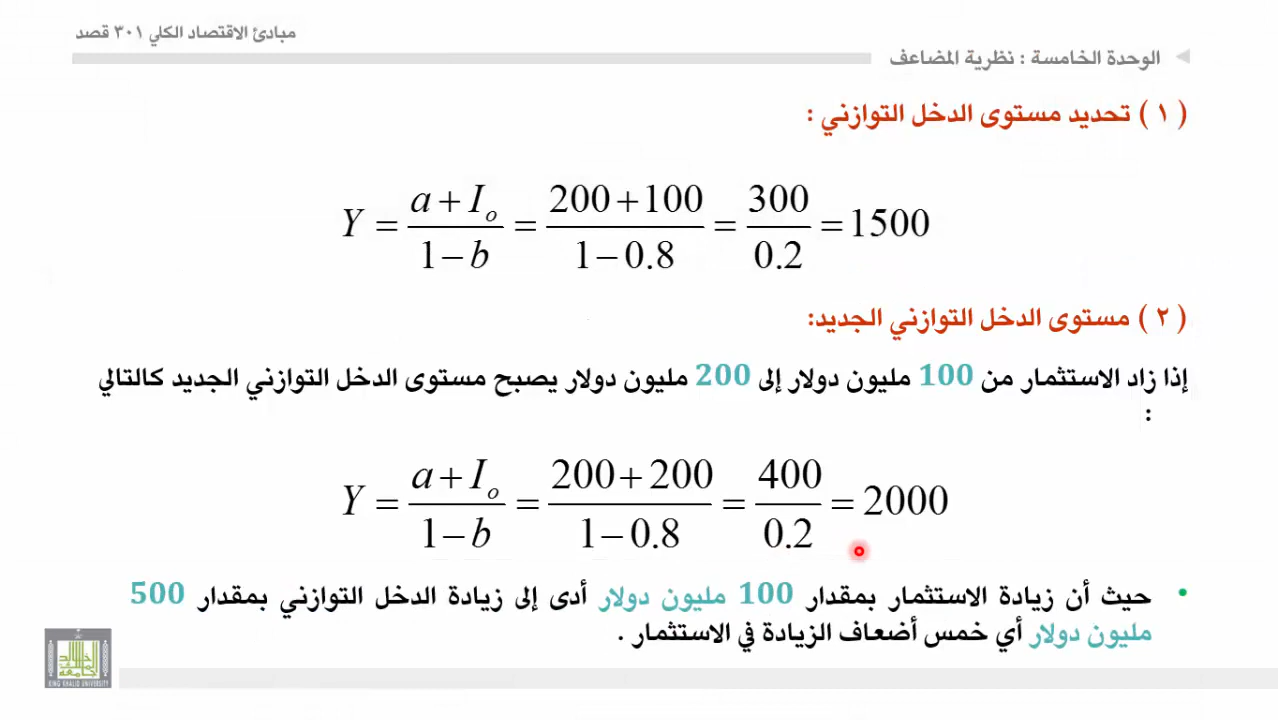 مبادئ الاقتصاد الكلي ٣٠١ قصد
الوحدة الخامسة : نظرية المضاعف
( ١ ) تحديد مستوى الدخل التوازني :
Y = (a + I_o)/(1 − b) = (200 + 100)/(1 − 0.8) = 300/0.2 = 1500
( ٢ ) مستوى الدخل التوازني الجديد:
إذا زاد الاستثمار من 100 مليون دولار إلى 200 مليون دولار يصبح مستوى الدخل التوازني الجديد كالتالي
:
Y = (a + I_o)/(1 − b) = (200 + 200)/(1 − 0.8) = 400/0.2 = 2000
• حيث أن زيادة الاستثمار بمقدار 100 مليون دولار أدى إلى زيادة الدخل التوازني بمقدار 500
مليون دولار أي خمس أضعاف الزيادة في الاستثمار .
KING KHALID UNIVERSITY